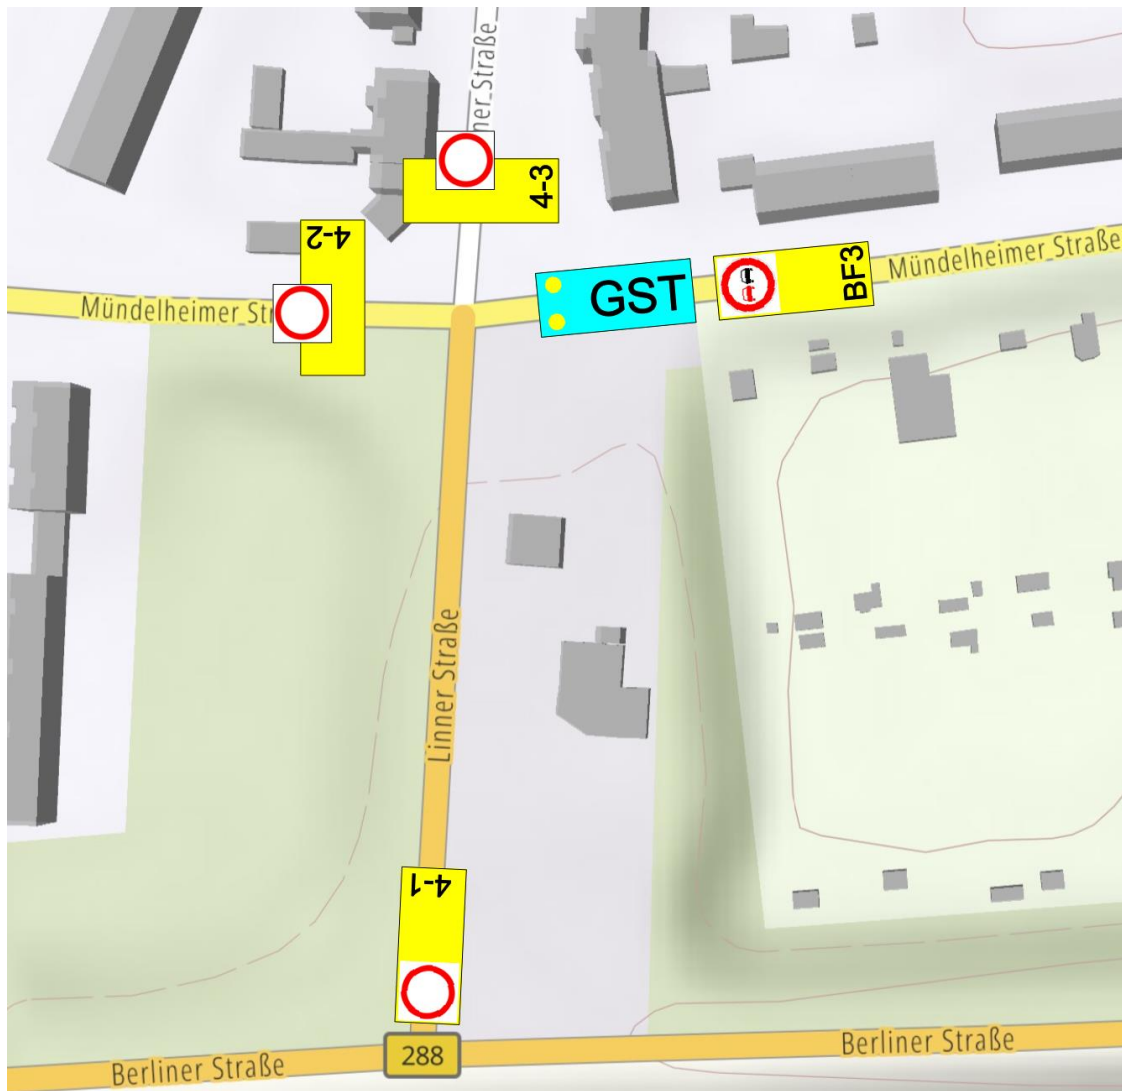 ner Straße
4-3
4-2
Mündelheimer Straße
BF3
GST
Mündelheimer Str
Linner Straße
4-1
288
Berliner Straße
Berliner Straße